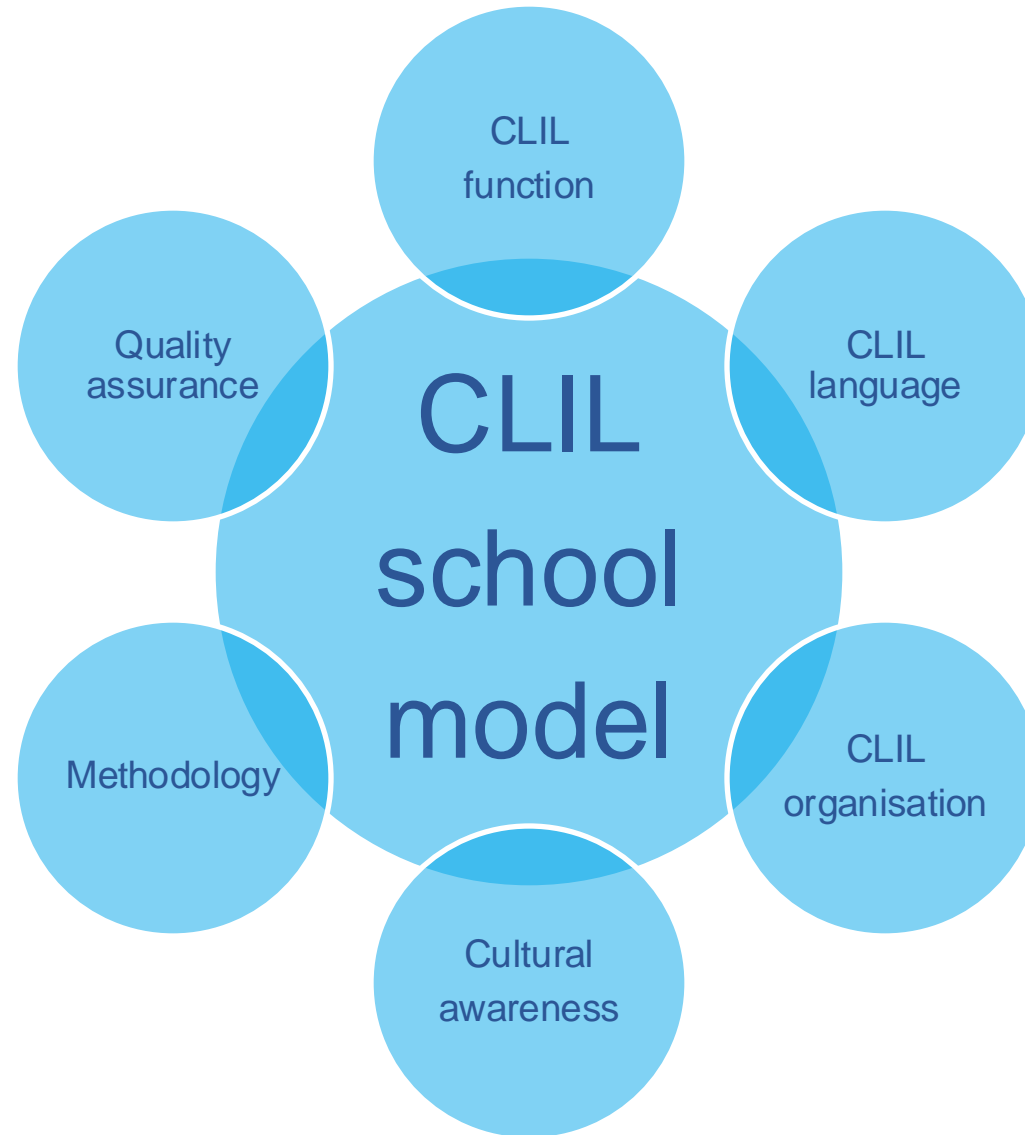 CLIL
function
Quality
assurance
CLIL
language
CLIL
school
model
Methodology
CLIL
organisation
Cultural
awareness